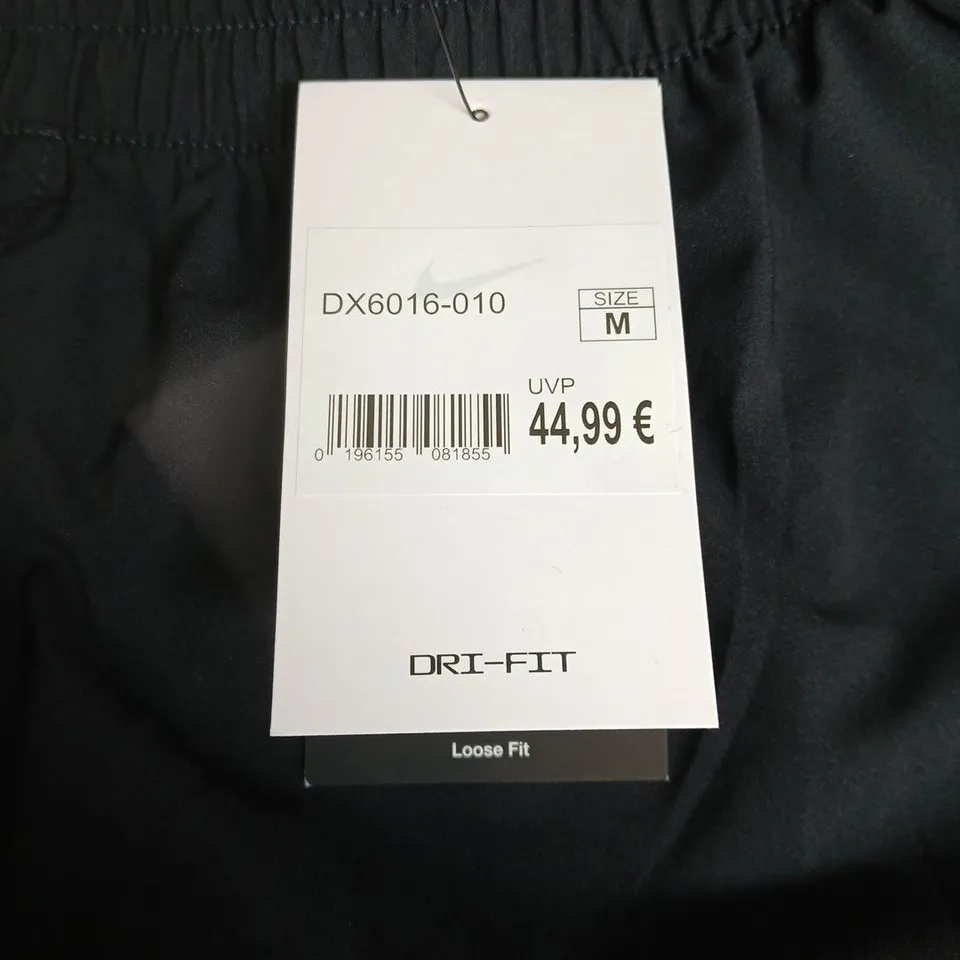 DX6016-010
SIZE
M
UVP
44,99 €
0 196155 081855
DRI-FIT
Loose Fit